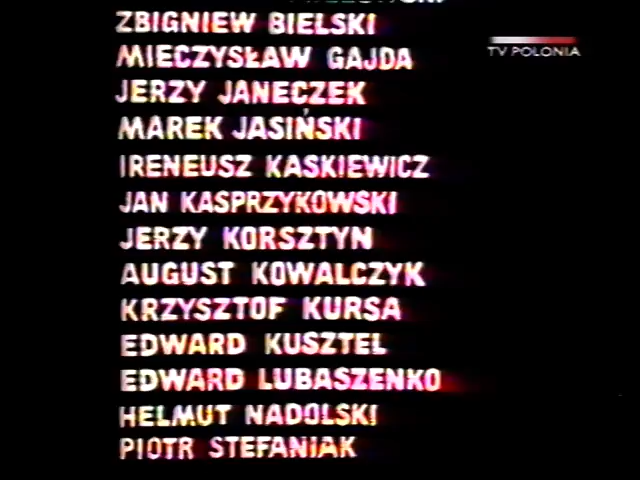 ZBIGNIEW BIELSKI
TV POLONIA
MIECZYSŁAW GAJDA
JERZY JANECZEK
MAREK JASIŃSKI
IRENEUSZ KASKIEWICZ
JAN KASPRZYKOWSKI
JERZY KORSZTYN
AUGUST KOWALCZYK
KRZYSZTOF KURSA
EDWARD KUSZTEL
EDWARD LUBASZENKO
HELMUT NADOLSKI
PIOTR STEFANIAK